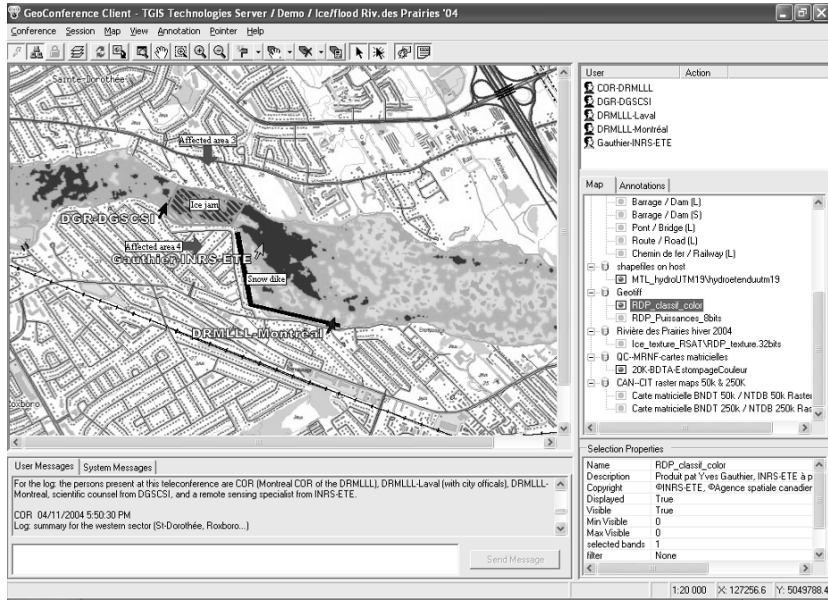 GeoConference Client - TGIS Technologies Server / Demo / Ice/flood Riv.des Prairies '04
Conference Session Map View Annotation Pointer Help
Sainte-Dorothée
Affected area 3
Ice jam
DGR-DGSCSI
Affected area 4
Gauthier-INRS-ETE
Snow dike
DRMLLL-Montréal
Roxboro
User Action
COR-DRMLLL
DGR-DGSCSI
DRMLLL-Laval
DRMLLL-Montréal
Gauthier-INRS-ETE
Map Annotations
Barrage / Dam (L)
Barrage / Dam (S)
Pont / Bridge (L)
Route / Road (L)
Chemin de fer / Railway (L)
shapefiles on host
MTL_hydroUTM19\hydroetenduutm19
Geotiff
RDP_classif_color
RDP_Puissances_8bits
Rivière des Prairies hiver 2004
Ice_texture_RSAT\RDP_texture.32bits
QC-MRNF-cartes matricielles
20K-BDTA-EstompageCouleur
CAN-CIT raster maps 50k & 250K
Carte matricielle BNDT 50k / NTDB 50k Raster
Carte matricielle BNDT 250k / NTDB 250k Ras
User Messages System Messages
For the log: the persons present at this teleconference are COR (Montreal COR of the DRMLLL), DRMLLL-Laval (with city officals), DRMLLL-
Montreal, scientific counsel from DGSCSI, and a remote sensing specialist from INRS-ETE.
COR 04/11/2004 5:50:30 PM
Log: summary for the western sector (St-Dorothée, Roxboro...)
Send Message
Selection Properties
Name RDP_classif_color
Description Produit pat Yves Gauthier, INRS-ETE à p
Copyright ©INRS-ETE, ©Agence spatiale canadier
Displayed True
Visible True
Min Visible 0
Max Visible 0
selected bands 1
filter None
1:20 000 X: 127256.6 Y: 5049788.4